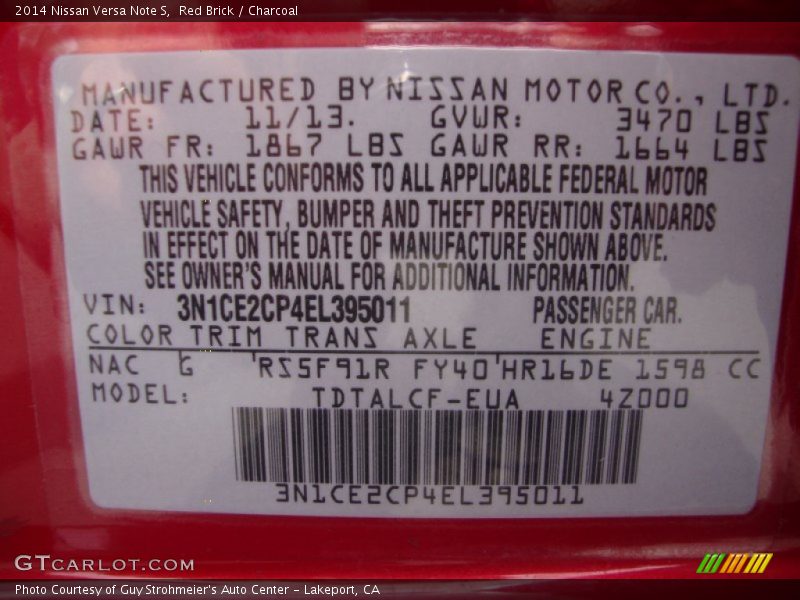 2014 Nissan Versa Note S,  Red Brick / Charcoal
MANUFACTURED BY NISSAN MOTOR CO., LTD.
DATE: 11/13. GVWR: 3470 LBS
GAWR FR: 1867 LBS GAWR RR: 1664 LBS
THIS VEHICLE CONFORMS TO ALL APPLICABLE FEDERAL MOTOR
VEHICLE SAFETY, BUMPER AND THEFT PREVENTION STANDARDS
IN EFFECT ON THE DATE OF MANUFACTURE SHOWN ABOVE.
SEE OWNER'S MANUAL FOR ADDITIONAL INFORMATION.
VIN: 3N1CE2CP4EL395011 PASSENGER CAR.
COLOR TRIM TRANS AXLE ENGINE
NAC G RS5F91R FY40 HR16DE 1598 CC
MODEL: TDTALCF-EUA 4Z000
3N1CE2CP4EL395011
GTCARLOT.COM
Photo Courtesy of Guy Strohmeier's Auto Center - Lakeport, CA